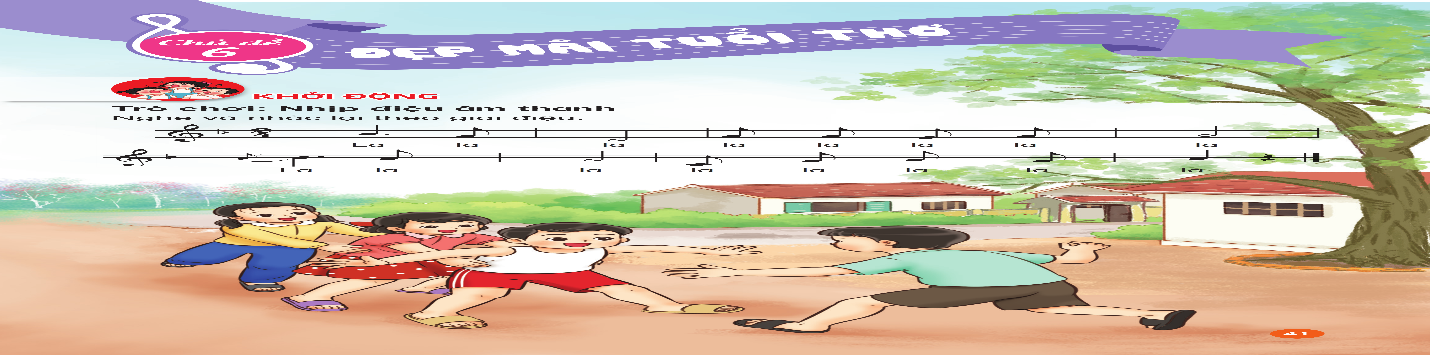 Chủ đề
6
ĐẸP MÃI TUỔI THƠ
KHỞI ĐỘNG
Trò chơi: Nhịp điệu âm thanh
Nghe và nhắc lại theo giai điệu.
La la la la la la la la
La la la la la la la la
41